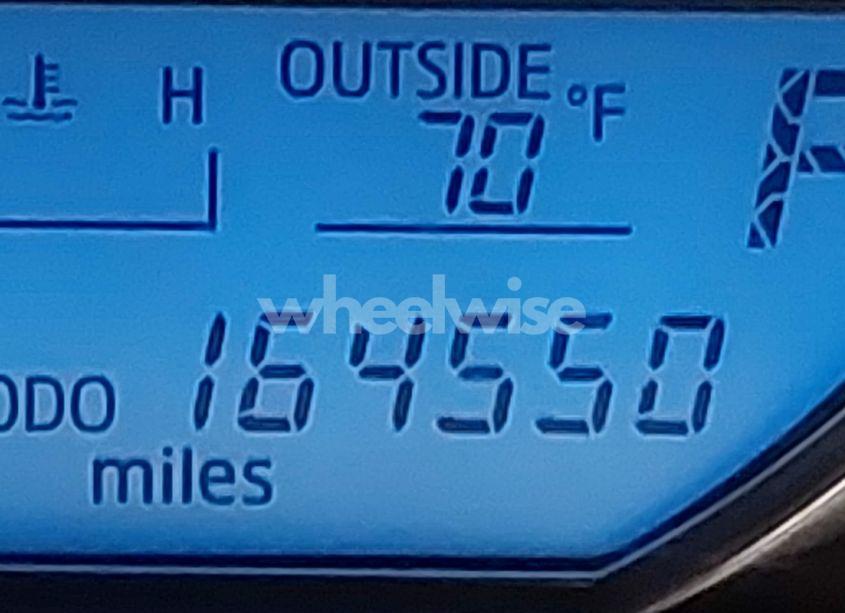 H
OUTSIDE
70 °F
wheelwise
ODO 164550
miles